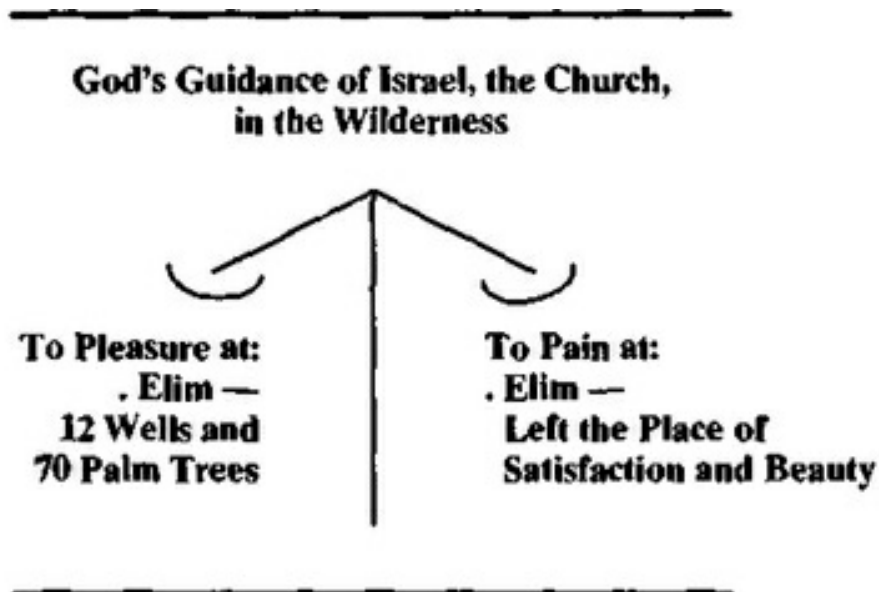 God's Guidance of Israel, the Church,
in the Wilderness
To Pleasure at:
. Elim —
12 Wells and
70 Palm Trees
To Pain at:
. Elim —
Left the Place of
Satisfaction and Beauty